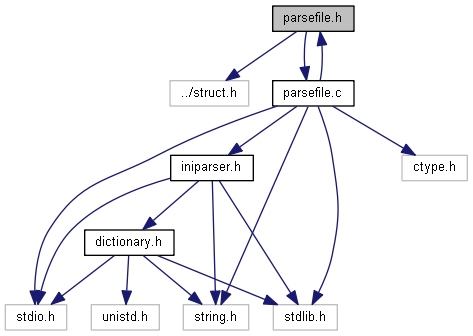 parsefile.h
../struct.h
parsefile.c
iniparser.h
ctype.h
dictionary.h
stdio.h
unistd.h
string.h
stdlib.h